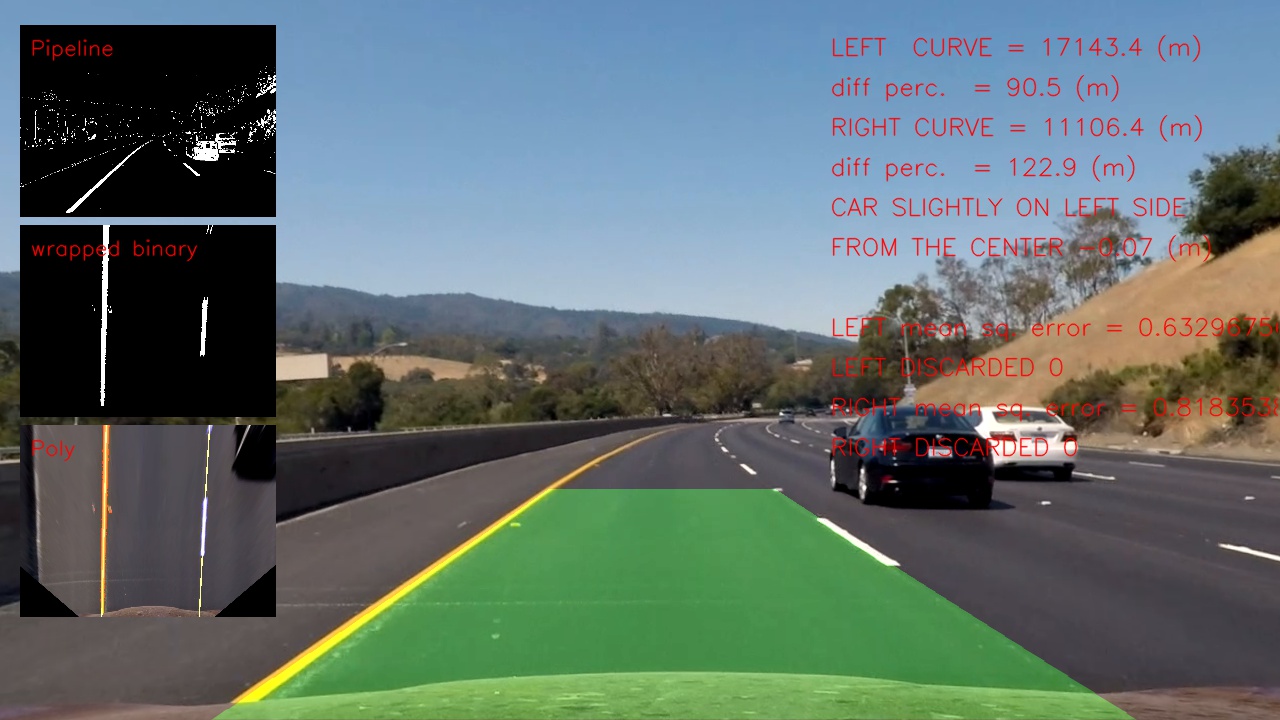 Pipeline
wrapped binary
Poly
LEFT CURVE = 17143.4 (m)
diff perc. = 90.5 (m)
RIGHT CURVE = 11106.4 (m)
diff perc. = 122.9 (m)
CAR SLIGHTLY ON LEFT SIDE
FROM THE CENTER -0.07 (m)
LEFT mean sq. error = 0.6329675
LEFT DISCARDED 0
RIGHT mean sq. error = 0.818353
RIGHT DISCARDED 0